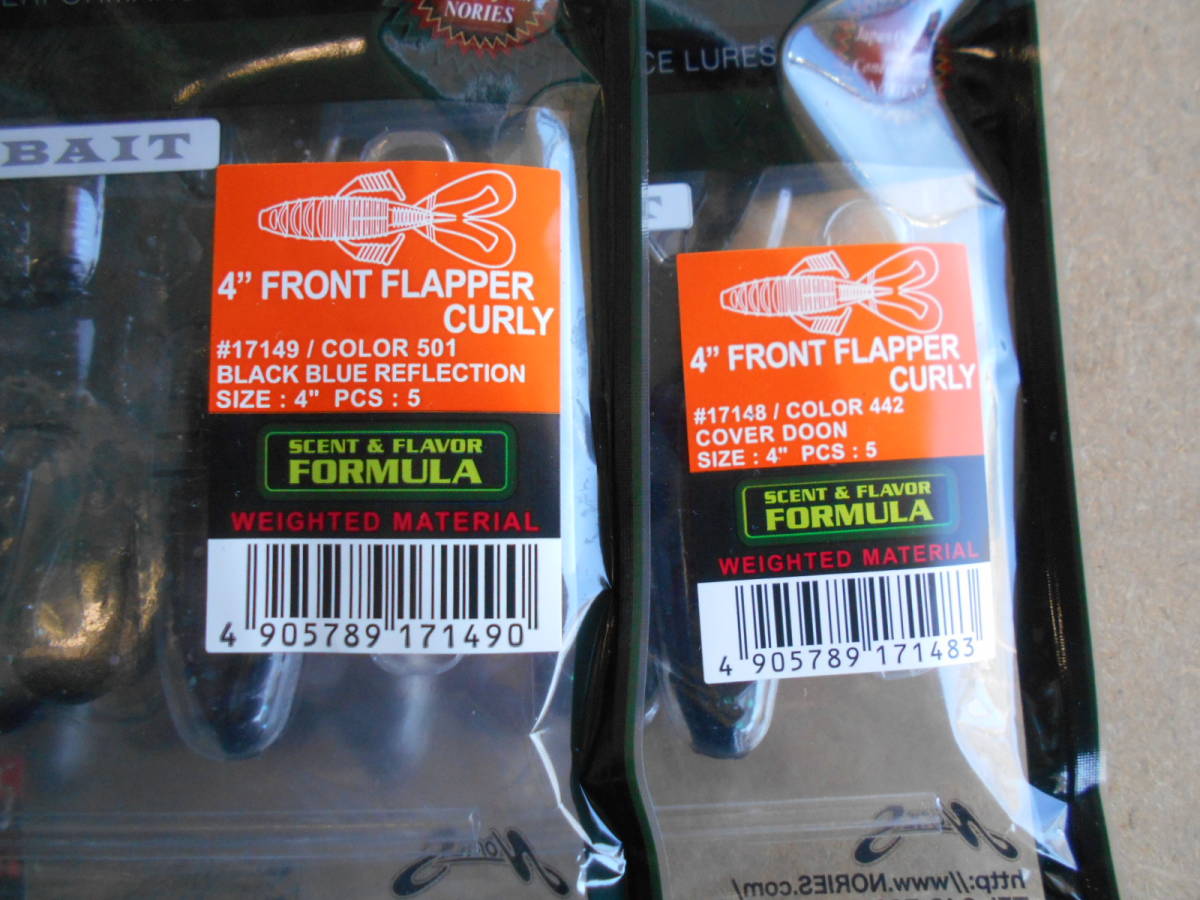 NORIES
BAIT
4” FRONT FLAPPER
CURLY
#17149 / COLOR 501
BLACK BLUE REFLECTION
SIZE : 4" PCS : 5
SCENT & FLAVOR
FORMULA
WEIGHTED MATERIAL
4 905789 171490
NORIES
CE LURES
4” FRONT FLAPPER
CURLY
#17148 / COLOR 442
COVER DOON
SIZE : 4" PCS : 5
SCENT & FLAVOR
FORMULA
WEIGHTED MATERIAL
4 905789 171483
NORIES
http://www.NORIES.com/